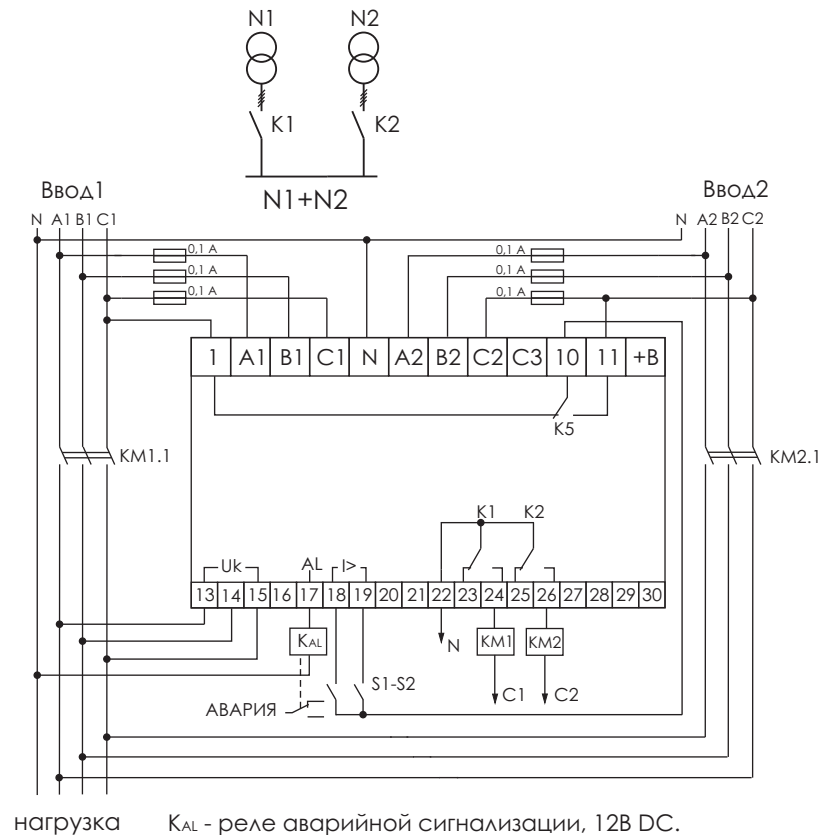 N1 N2
K1 K2
N1+N2
Ввод1 Ввод2
N A1 B1 C1 N A2 B2 C2
0,1 А 0,1 А
0,1 А 0,1 А
0,1 А 0,1 А
1 A1 B1 C1 N A2 B2 C2 C3 10 11 +B
K5
KM1.1 KM2.1
K1 K2
Uk AL I>
13 14 15 16 17 18 19 20 21 22 23 24 25 26 27 28 29 30
KAL N KM1 KM2
S1-S2 C1 C2
АВАРИЯ
нагрузка KAL - реле аварийной сигнализации, 12В DC.